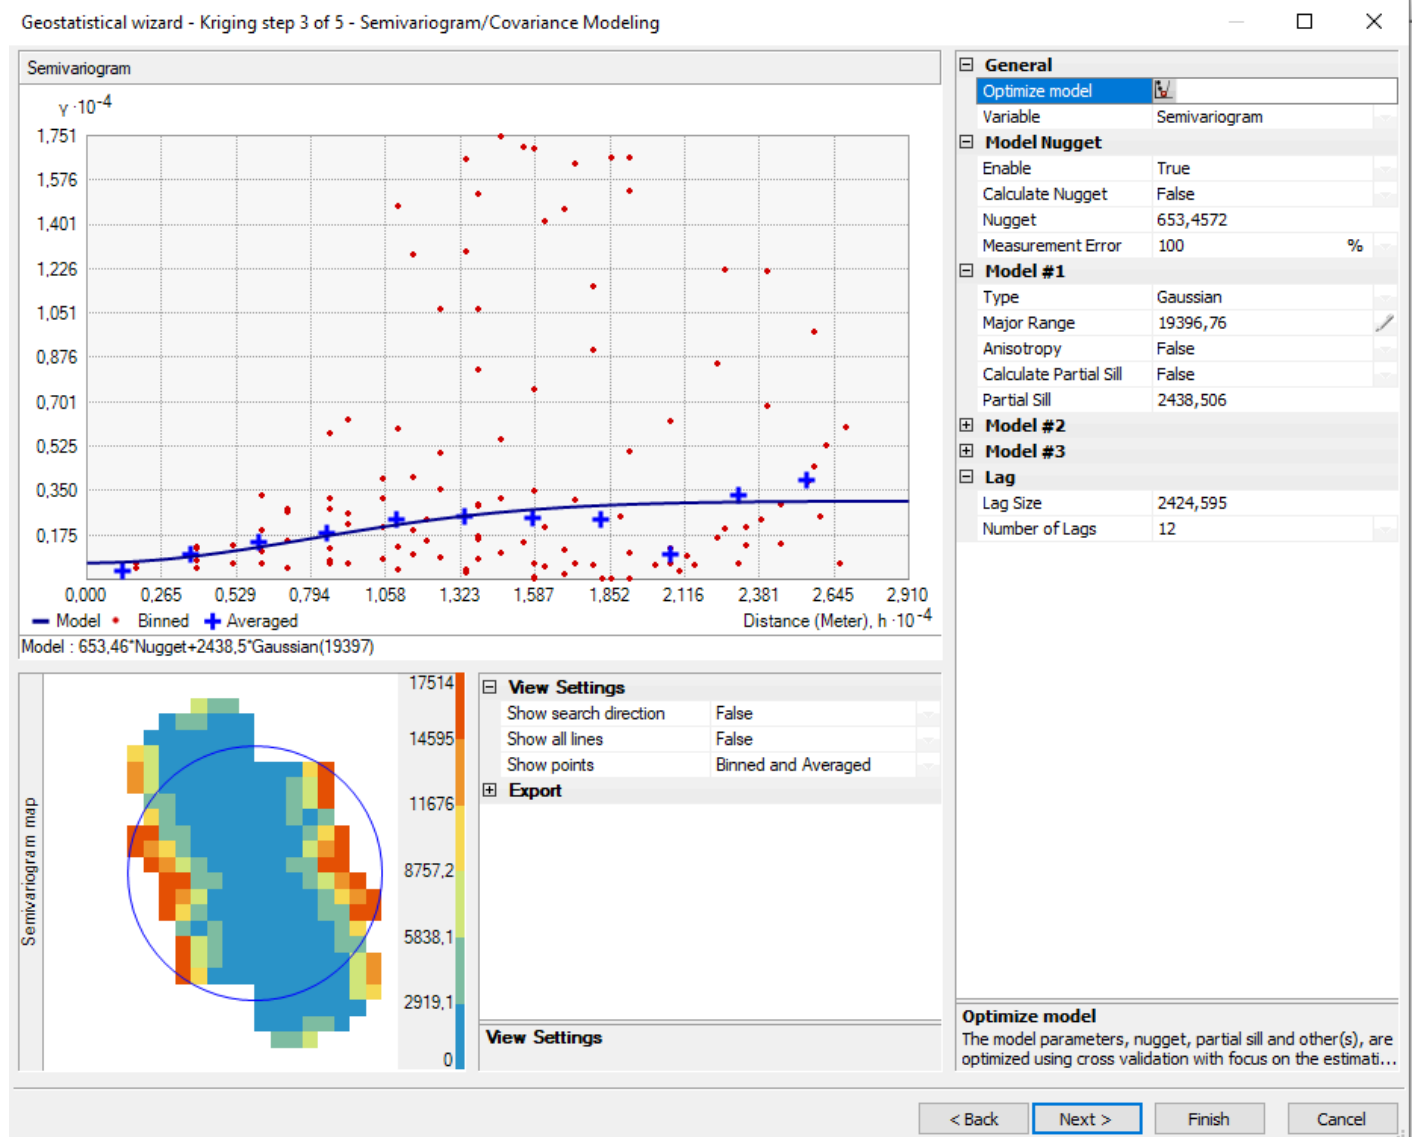 Geostatistical wizard - Kriging step 3 of 5 - Semivariogram/Covariance Modeling
Semivariogram
γ ·10⁻⁴
1,751
1,576
1,401
1,226
1,051
0,876
0,701
0,525
0,350
0,175
0,000 0,265 0,529 0,794 1,058 1,323 1,587 1,852 2,116 2,381 2,645 2,910
Model Binned Averaged Distance (Meter), h ·10⁻⁴
Model : 653,46*Nugget+2438,5*Gaussian(19397)
Semivariogram map
17514
14595
11676
8757,2
5838,1
2919,1
0
View Settings
Show search direction False
Show all lines False
Show points Binned and Averaged
Export
View Settings
General
Optimize model
Variable Semivariogram
Model Nugget
Enable True
Calculate Nugget False
Nugget 653,4572
Measurement Error 100 %
Model #1
Type Gaussian
Major Range 19396,76
Anisotropy False
Calculate Partial Sill False
Partial Sill 2438,506
Model #2
Model #3
Lag
Lag Size 2424,595
Number of Lags 12
Optimize model
The model parameters, nugget, partial sill and other(s), are
optimized using cross validation with focus on the estimati...
< Back Next > Finish Cancel